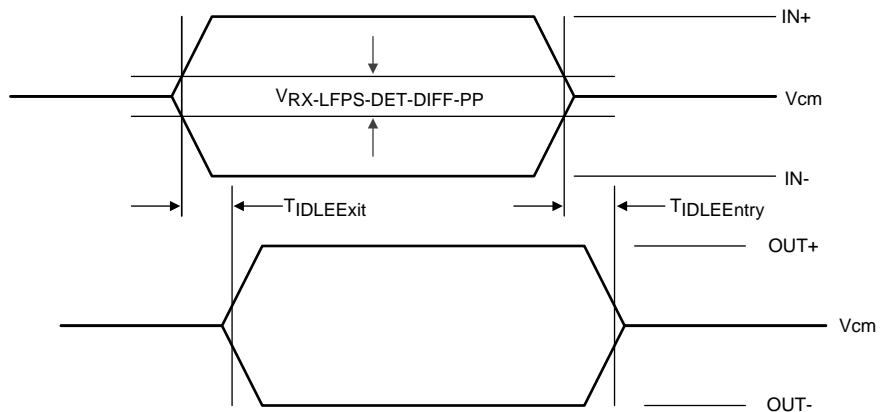 IN+
VRX-LFPS-DET-DIFF-PP
Vcm
IN-
TIDLEExit
TIDLEEntry
OUT+
Vcm
OUT-